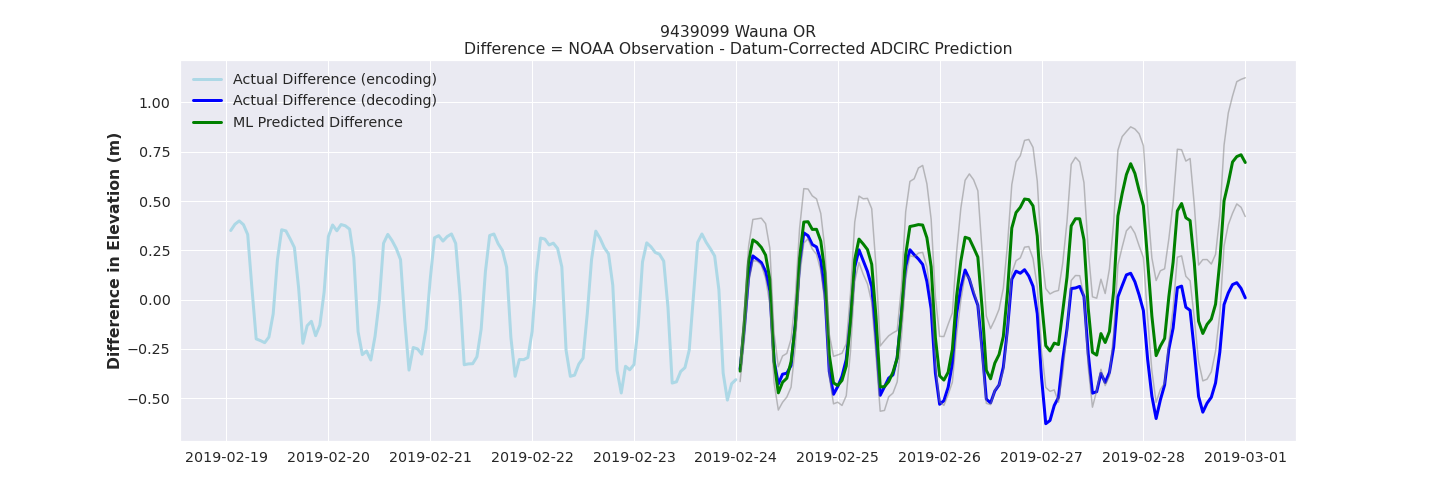 9439099 Wauna OR
Difference = NOAA Observation - Datum-Corrected ADCIRC Prediction
Actual Difference (encoding)
Actual Difference (decoding)
ML Predicted Difference
Difference in Elevation (m)
1.00
0.75
0.50
0.25
0.00
−0.25
−0.50
2019-02-19 2019-02-20 2019-02-21 2019-02-22 2019-02-23 2019-02-24 2019-02-25 2019-02-26 2019-02-27 2019-02-28 2019-03-01